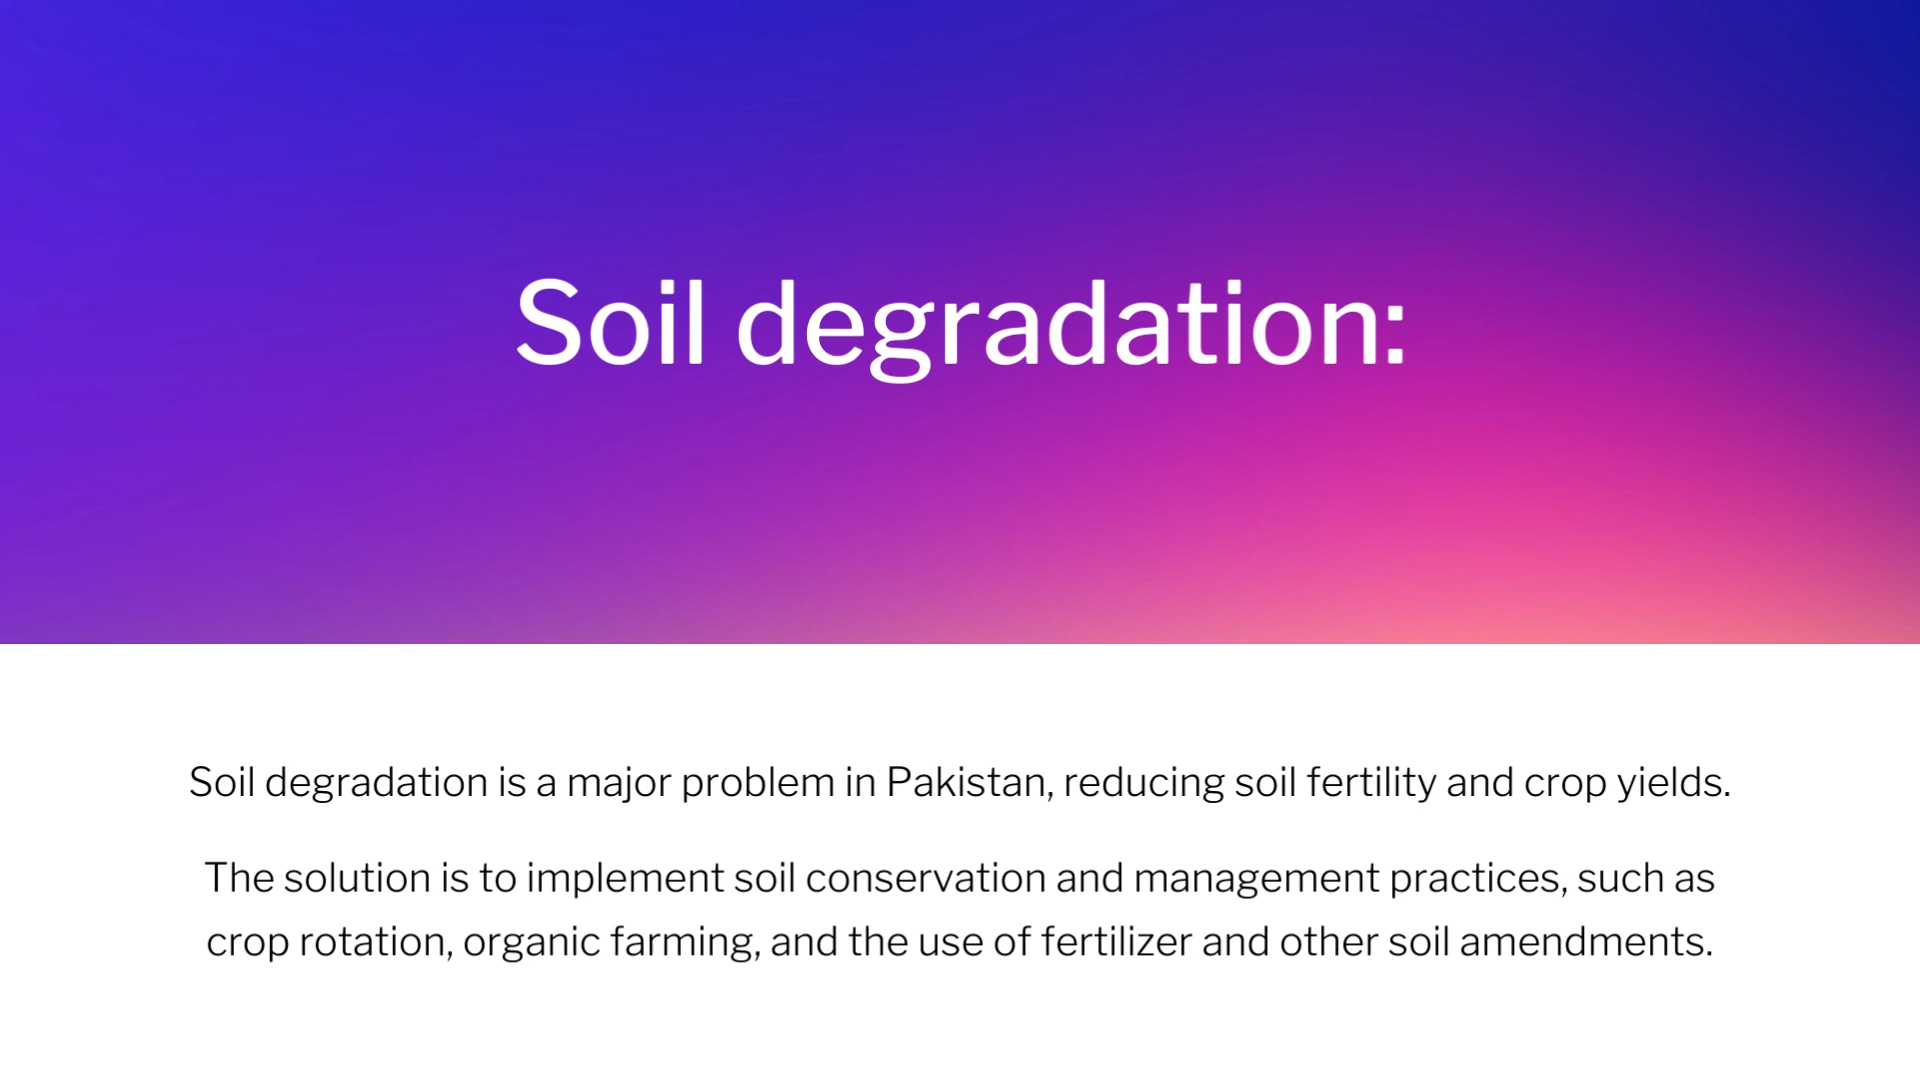 Soil degradation:
Soil degradation is a major problem in Pakistan, reducing soil fertility and crop yields.
The solution is to implement soil conservation and management practices, such as
crop rotation, organic farming, and the use of fertilizer and other soil amendments.